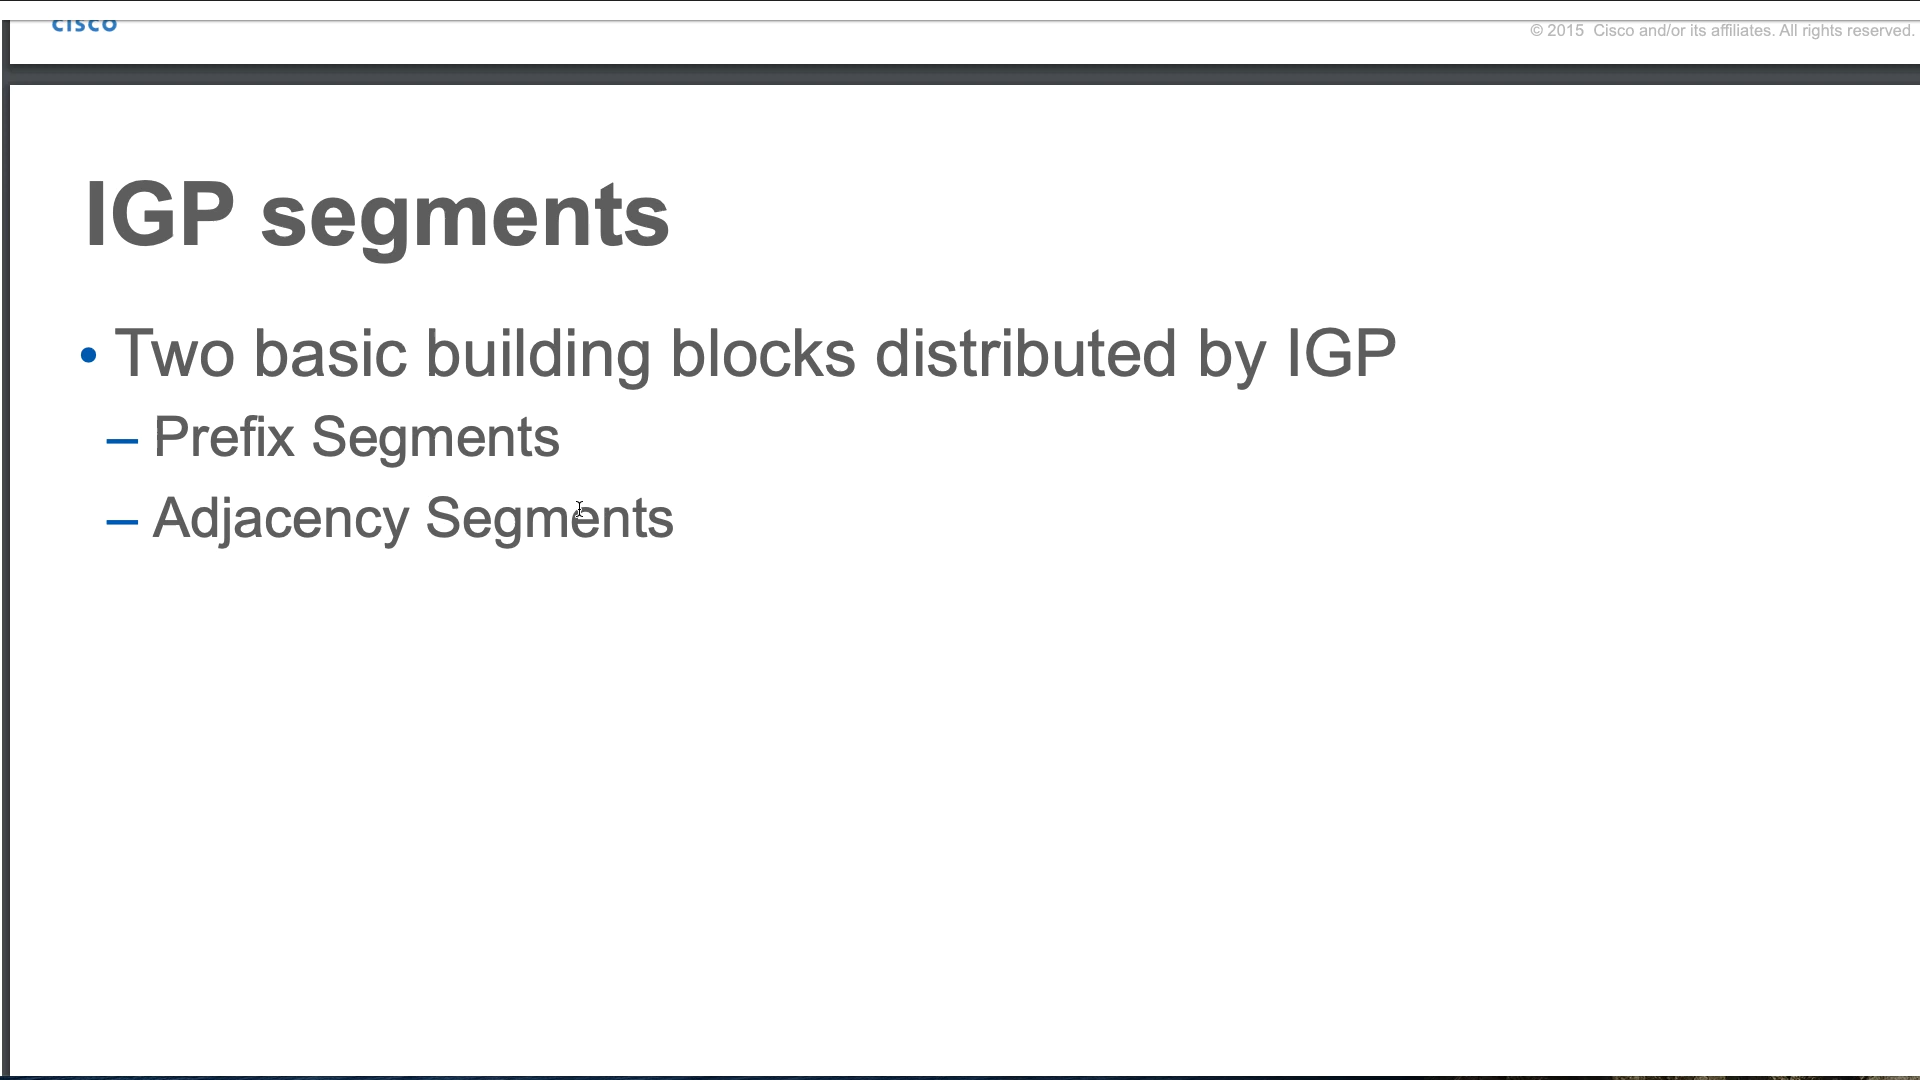 cisco
© 2015 Cisco and/or its affiliates. All rights reserved.
IGP segments
• Two basic building blocks distributed by IGP
– Prefix Segments
– Adjacency Segments